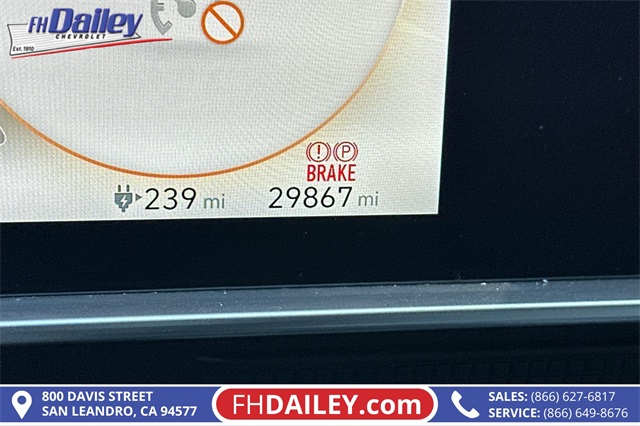 FHDailey
CHEVROLET
Est. 1910
BRAKE
239 mi
29867 mi
800 DAVIS STREET
SAN LEANDRO, CA 94577
FHDAILEY.com
SALES: (866) 627-6817
SERVICE: (866) 649-8676